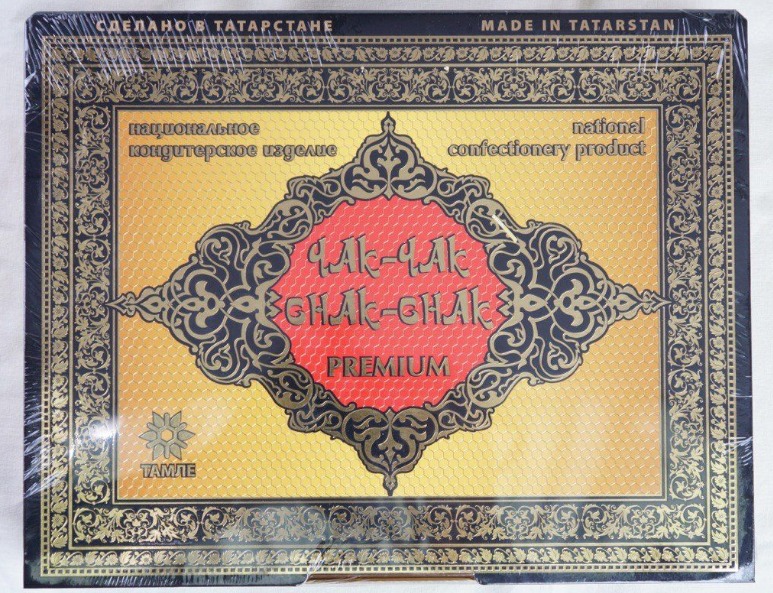 СДЕЛАНО В ТАТАРСТАНЕ
MADE IN TATARSTAN
национальное
кондитерское изделие
national
confectionery product
ЧАК-ЧАК
CHAK-CHAK
PREMIUM
ТАМЛЕ